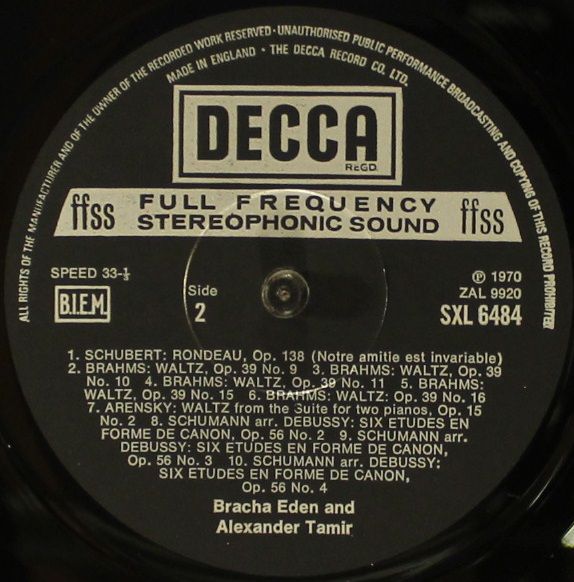 ALL RIGHTS OF THE MANUFACTURER AND OF THE OWNER OF THE RECORDED WORK RESERVED · UNAUTHORISED PUBLIC PERFORMANCE BROADCASTING AND COPYING OF THIS RECORD PROHIBITED
MADE IN ENGLAND · THE DECCA RECORD CO. LTD.
DECCA
REGD.
ffss FULL FREQUENCY ffss
STEREOPHONIC SOUND
SPEED 33-⅓
B.I.E.M.
Side
2
℗ 1970
ZAL 9920
SXL 6484
1. SCHUBERT: RONDEAU, Op. 138 (Notre amitie est invariable)
2. BRAHMS: WALTZ, Op. 39 No. 9 3. BRAHMS: WALTZ, Op. 39
No. 10 4. BRAHMS: WALTZ, Op. 39 No. 11 5. BRAHMS:
WALTZ, Op. 39 No. 15 6. BRAHMS: WALTZ: Op. 39 No. 16
7. ARENSKY: WALTZ from the Suite for two pianos, Op. 15
No. 2 8. SCHUMANN arr. DEBUSSY: SIX ETUDES EN
FORME DE CANON, Op. 56 No. 2 9. SCHUMANN arr.
DEBUSSY: SIX ETUDES EN FORME DE CANON,
Op. 56 No. 3 10. SCHUMANN arr. DEBUSSY:
SIX ETUDES EN FORME DE CANON,
Op. 56 No. 4
Bracha Eden and
Alexander Tamir